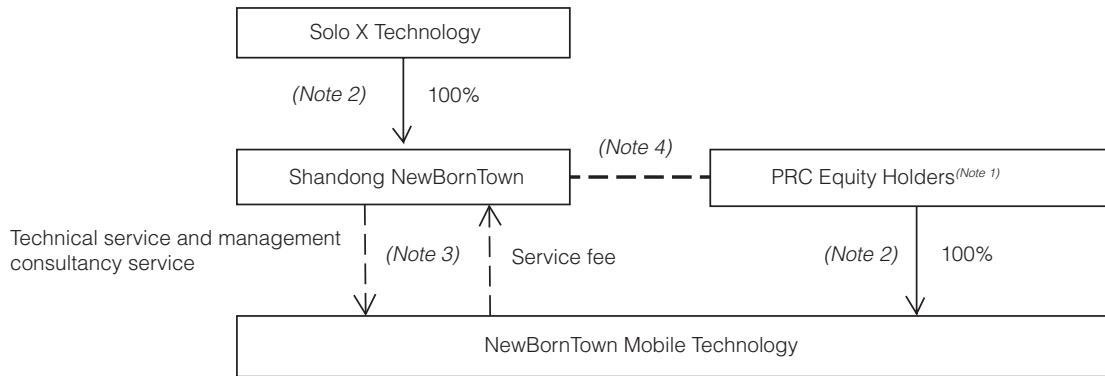 Solo X Technology
(Note 2) 100%
Shandong NewBornTown
(Note 4)
PRC Equity Holders(Note 1)
Technical service and management
consultancy service
(Note 3)
Service fee
(Note 2) 100%
NewBornTown Mobile Technology